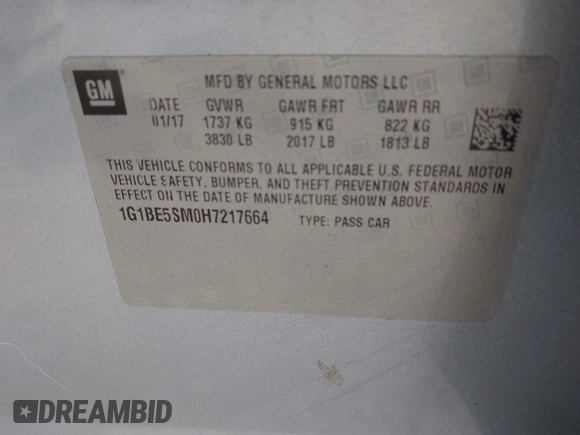 GM
MFD BY GENERAL MOTORS LLC
DATE GVWR GAWR FRT GAWR RR
01/17 1737 KG 915 KG 822 KG
3830 LB 2017 LB 1813 LB
THIS VEHICLE CONFORMS TO ALL APPLICABLE U.S. FEDERAL MOTOR
VEHICLE SAFETY, BUMPER, AND THEFT PREVENTION STANDARDS IN
EFFECT ON THE DATE OF MANUFACTURE SHOWN ABOVE.
1G1BE5SM0H7217664 TYPE: PASS CAR
DREAMBID